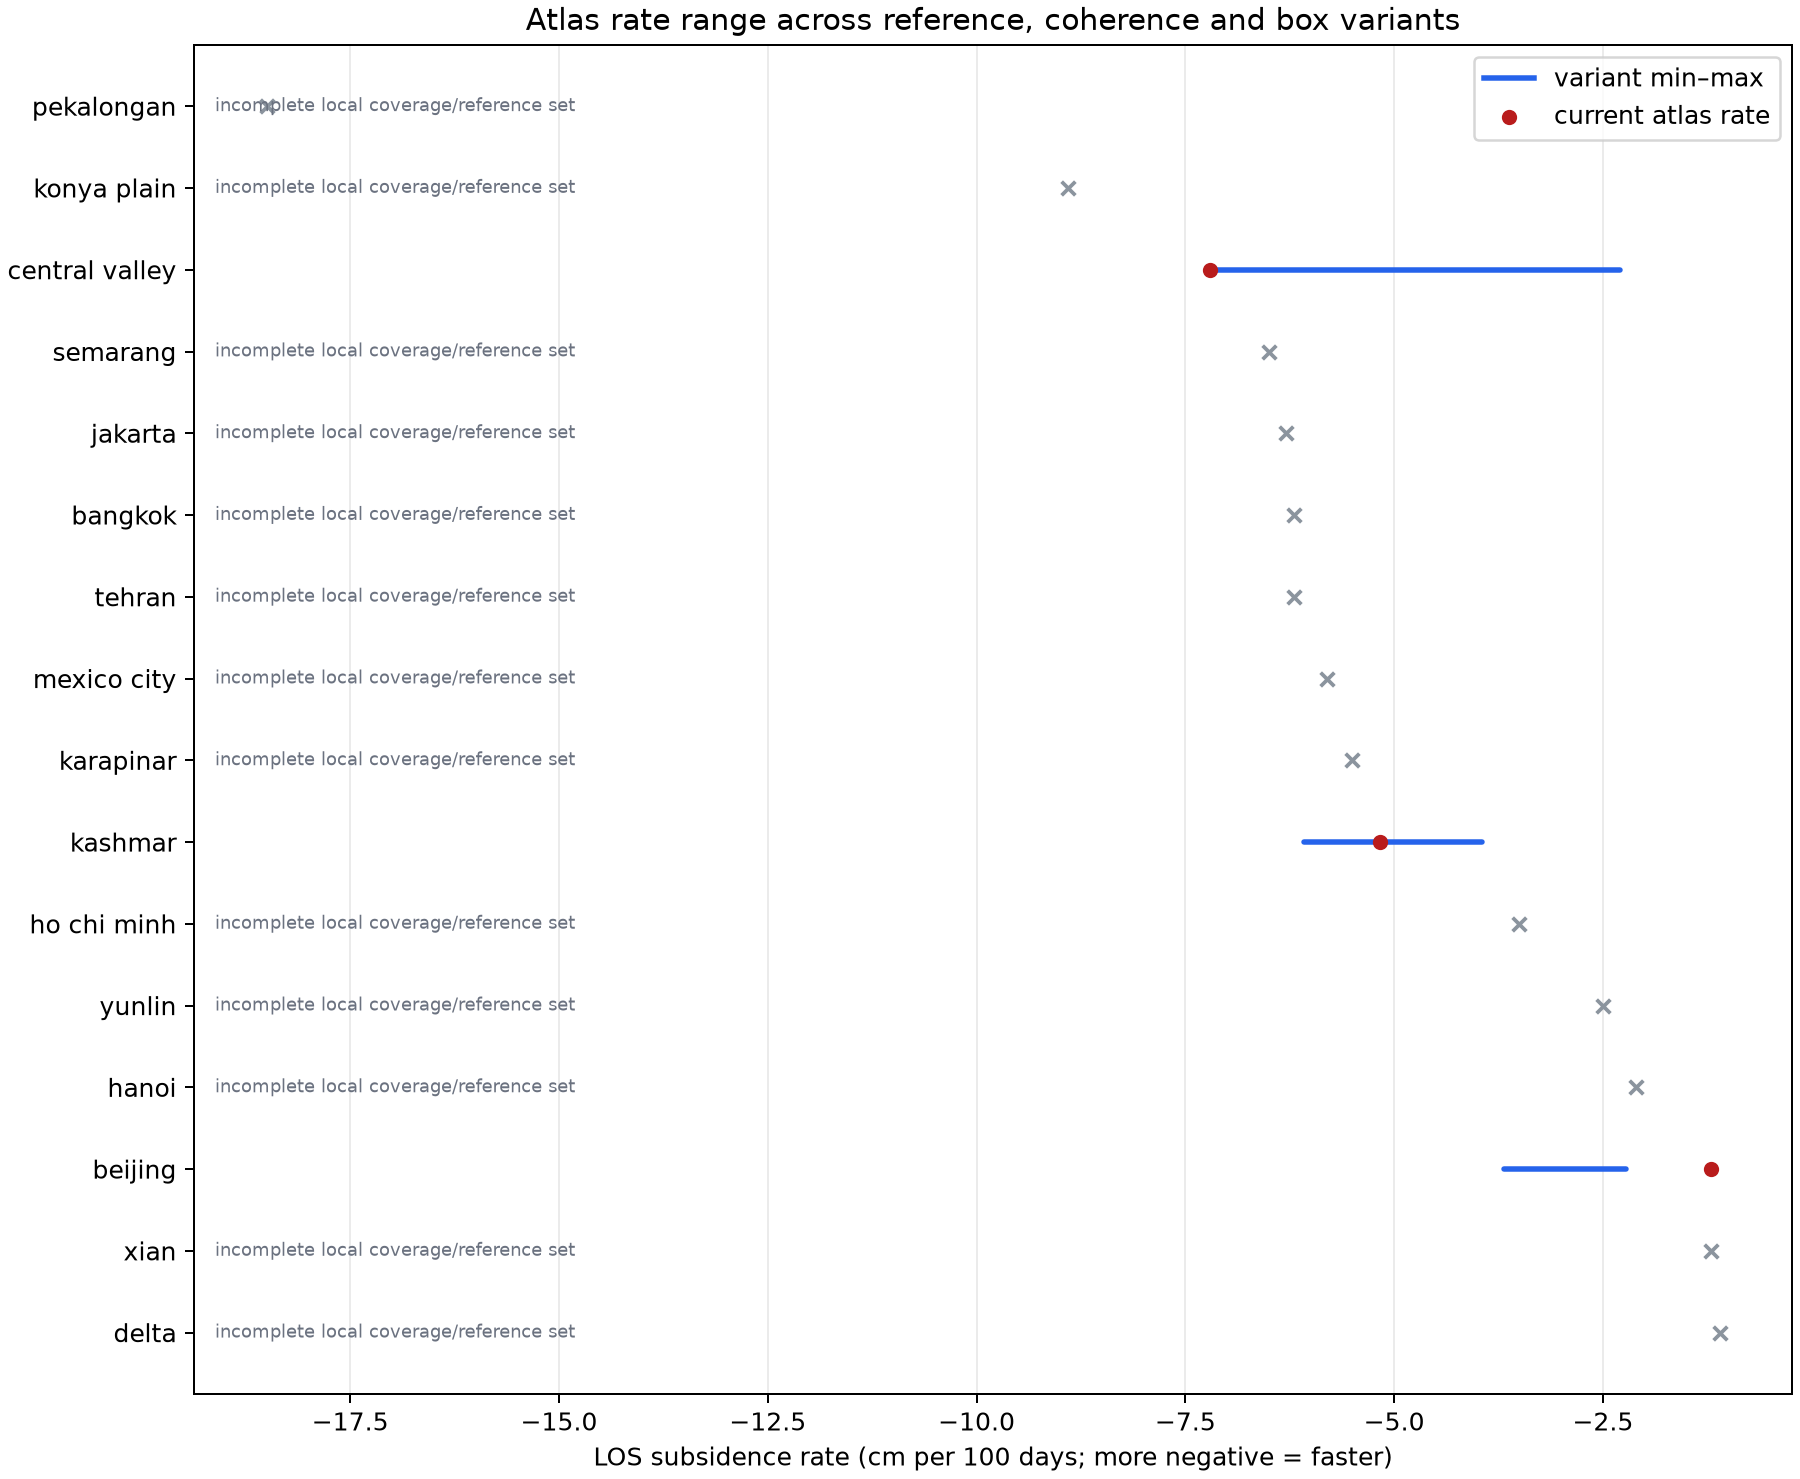 Atlas rate range across reference, coherence and box variants
variant min–max
current atlas rate
pekalongan incomplete local coverage/reference set
konya plain incomplete local coverage/reference set
central valley
semarang incomplete local coverage/reference set
jakarta incomplete local coverage/reference set
bangkok incomplete local coverage/reference set
tehran incomplete local coverage/reference set
mexico city incomplete local coverage/reference set
karapinar incomplete local coverage/reference set
kashmar
ho chi minh incomplete local coverage/reference set
yunlin incomplete local coverage/reference set
hanoi incomplete local coverage/reference set
beijing
xian incomplete local coverage/reference set
delta incomplete local coverage/reference set
−17.5 −15.0 −12.5 −10.0 −7.5 −5.0 −2.5
LOS subsidence rate (cm per 100 days; more negative = faster)